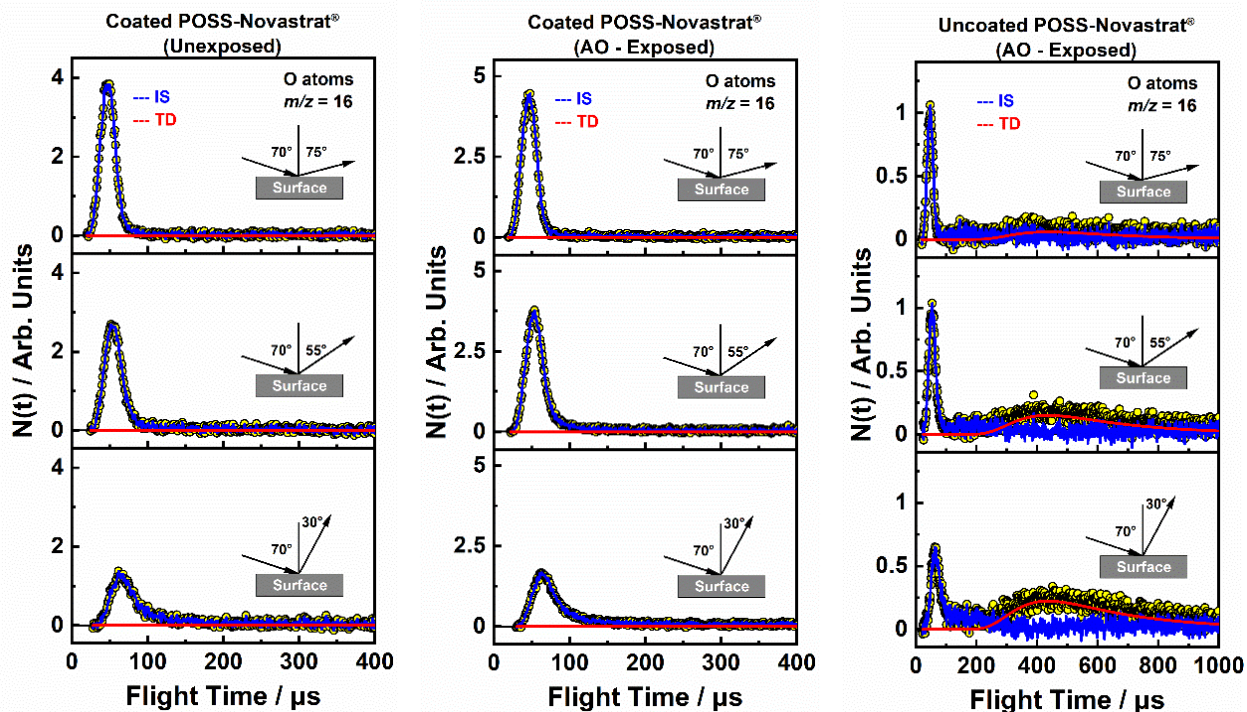 Coated POSS-Novastrat®
(Unexposed)
O atoms
m/z = 16
--- IS
--- TD
70° 75°
Surface
4
2
0
70° 55°
Surface
4
2
0
30°
70°
Surface
4
2
0
N(t) / Arb. Units
0 100 200 300 400
Flight Time / µs
Coated POSS-Novastrat®
(AO - Exposed)
O atoms
m/z = 16
--- IS
--- TD
70° 75°
Surface
5
2.5
0
70° 55°
Surface
5
2.5
0
30°
70°
Surface
5
2.5
0
N(t) / Arb. Units
0 100 200 300 400
Flight Time / µs
Uncoated POSS-Novastrat®
(AO - Exposed)
O atoms
m/z = 16
--- IS
--- TD
70° 75°
Surface
1
0.5
0
70° 55°
Surface
1
0.5
0
30°
70°
Surface
1
0.5
0
N(t) / Arb. Units
0 200 400 600 800 1000
Flight Time / µs